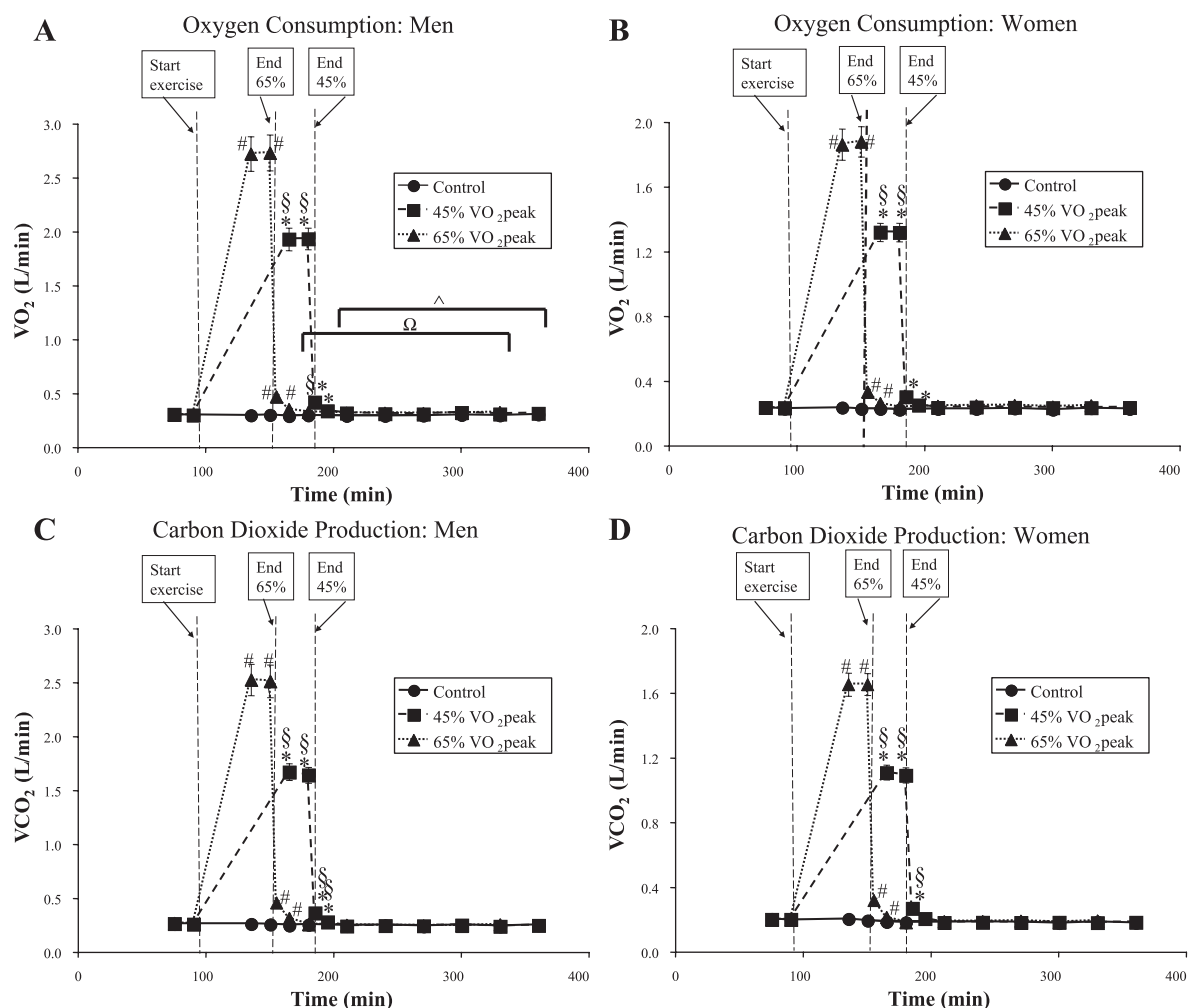 A
Oxygen Consumption: Men
Start
exercise
End
65%
End
45%
3.0
2.5
2.0
1.5
1.0
0.5
0.0
VO2 (L/min)
# #
§ §
* *
Control
45% VO2peak
65% VO2peak
^
Ω
# # § * *
0 100 200 300 400
Time (min)
B
Oxygen Consumption: Women
Start
exercise
End
65%
End
45%
2.0
1.6
1.2
0.8
0.4
0.0
VO2 (L/min)
# #
§ §
* *
Control
45% VO2peak
65% VO2peak
# # * *
0 100 200 300 400
Time (min)
C
Carbon Dioxide Production: Men
Start
exercise
End
65%
End
45%
3.0
2.5
2.0
1.5
1.0
0.5
0.0
VCO2 (L/min)
# #
§ §
* *
Control
45% VO2peak
65% VO2peak
# # § §
* *
0 100 200 300 400
Time (min)
D
Carbon Dioxide Production: Women
Start
exercise
End
65%
End
45%
2.0
1.6
1.2
0.8
0.4
0.0
VCO2 (L/min)
# #
§ §
* *
Control
45% VO2peak
65% VO2peak
# # §
*
0 100 200 300 400
Time (min)